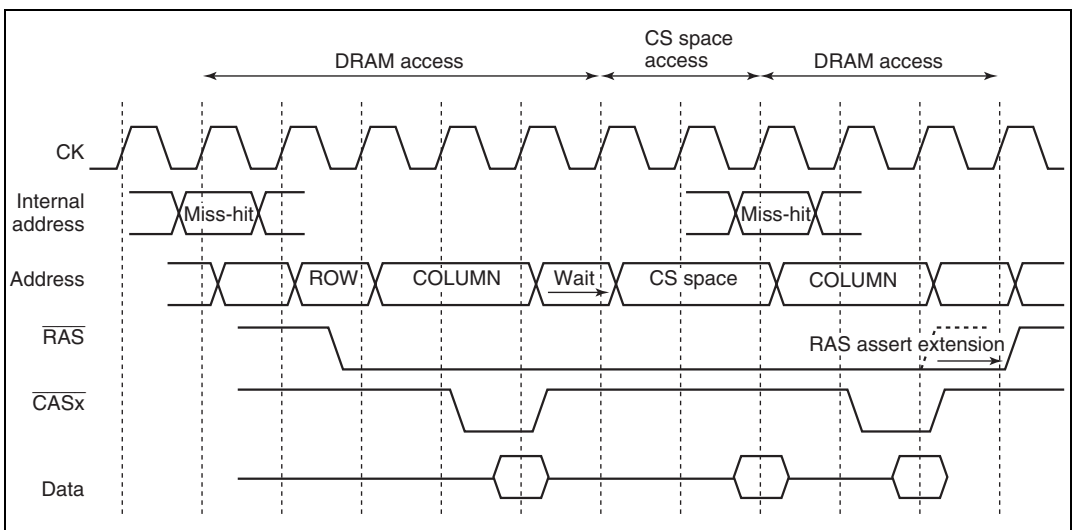 CS space
access
DRAM access
DRAM access
CK
Internal
address
Miss-hit
Miss-hit
Address
ROW
COLUMN
Wait
CS space
COLUMN
RAS
RAS assert extension
CASx
Data